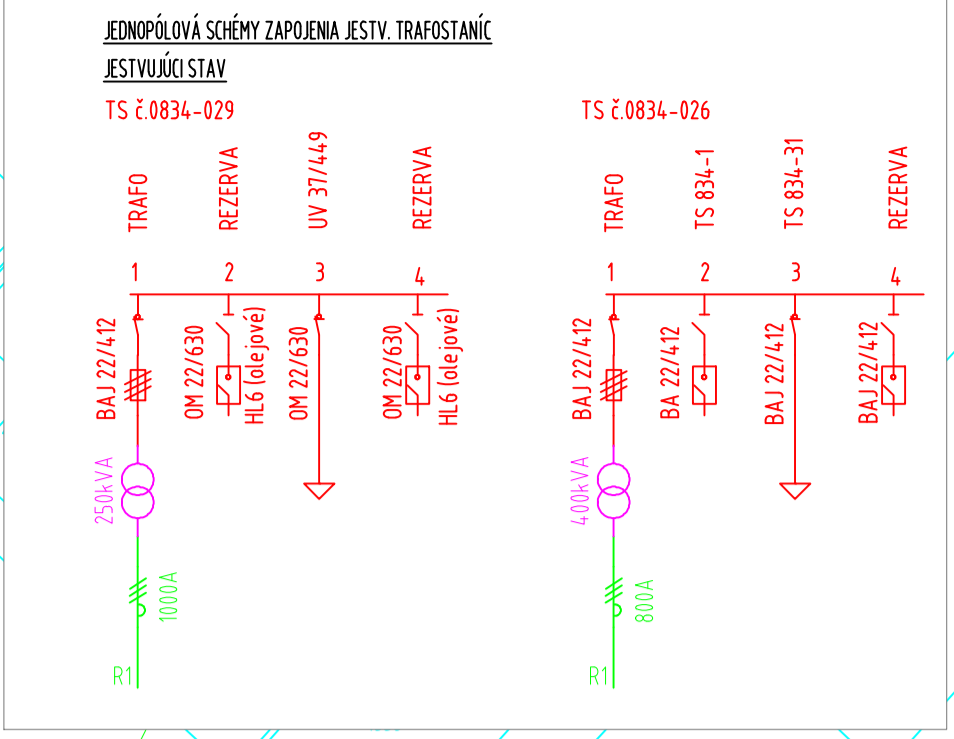 JEDNOPÓLOVÁ SCHÉMY ZAPOJENIA JESTV. TRAFOSTANÍC
JESTVUJÚCI STAV
TS č.0834-029
TRAFO
REZERVA
UV 37/449
REZERVA
1
2
3
4
BAJ 22/412
OM 22/630
HL6 (olejové)
OM 22/630
OM 22/630
HL6 (olejové)
250kVA
1000A
R1
TS č.0834-026
TRAFO
TS 834-1
TS 834-31
REZERVA
1
2
3
4
BAJ 22/412
BA 22/412
BAJ 22/412
BAJ 22/412
400kVA
800A
R1